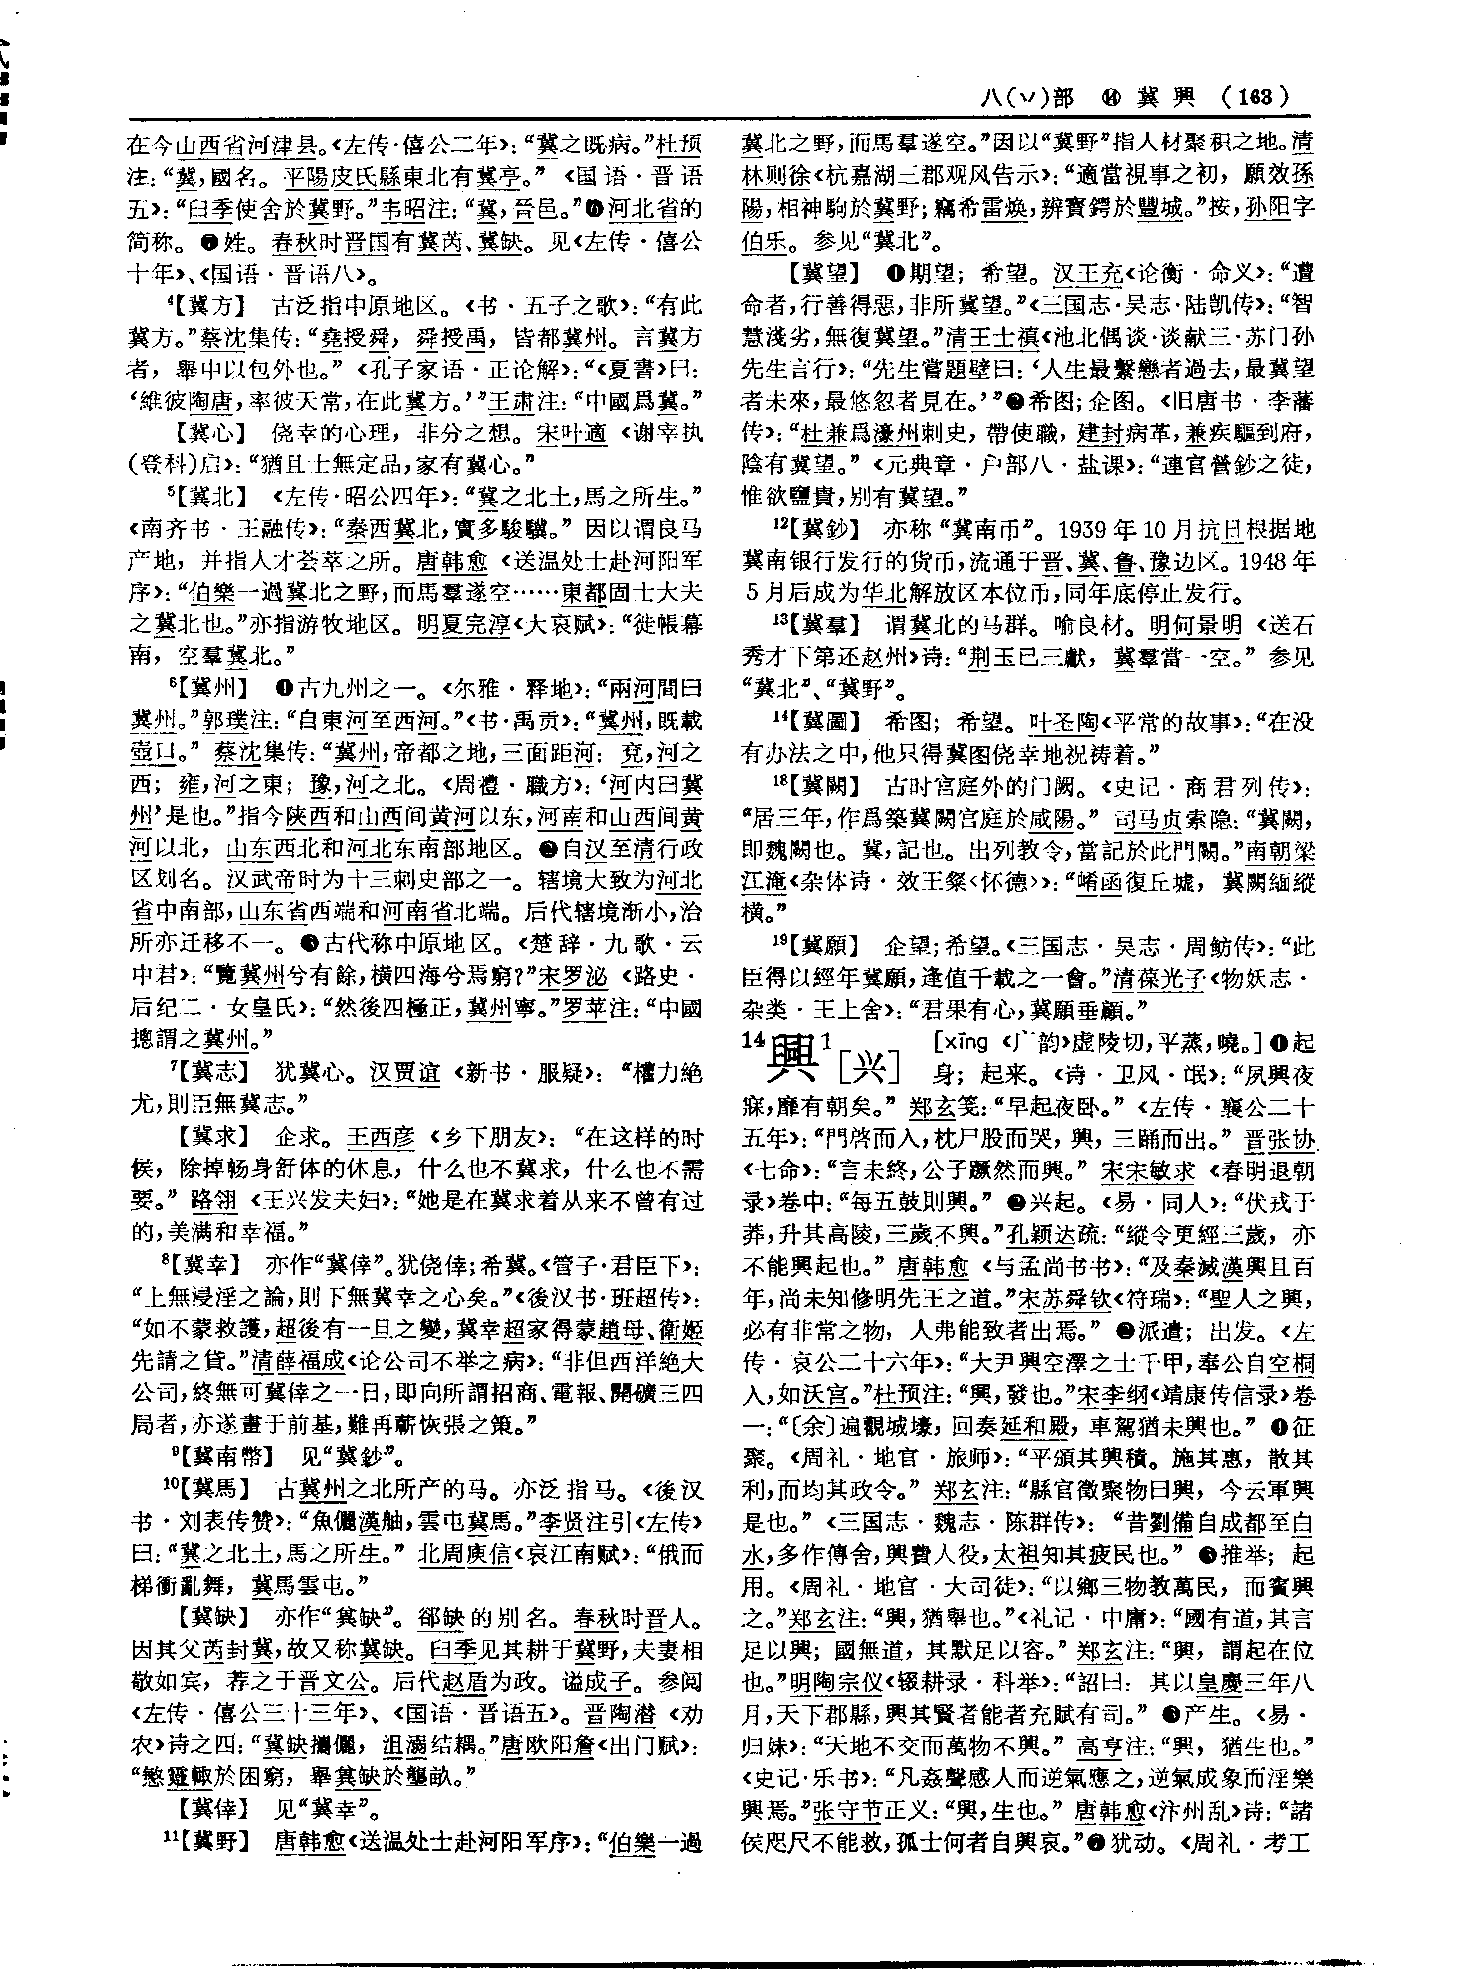 八(丷)部 ⑭ 冀 興 (163)
在今山西省河津县。《左传·僖公二年》：“冀之既病。”杜预
注：“冀，國名。平陽皮氏縣東北有冀亭。”《国语·晋语
五》：“臼季使舍於冀野。”韦昭注：“冀，晉邑。”❻河北省的
简称。❼姓。春秋时晋国有冀芮、冀缺。见《左传·僖公
十年》、《国语·晋语八》。
⁴【冀方】 古泛指中原地区。《书·五子之歌》：“有此
冀方。”蔡沈集传：“堯授舜，舜授禹，皆都冀州。言冀方
者，舉中以包外也。”《孔子家语·正论解》：“《夏書》曰：
‘維彼陶唐，率彼天常，在此冀方。’”王肃注：“中國爲冀。”
【冀心】 侥幸的心理，非分之想。宋叶適《谢宰执
(登科)启》：“猶且士無定品，家有冀心。”
⁵【冀北】 《左传·昭公四年》：“冀之北土，馬之所生。”
《南齐书·王融传》：“秦西冀北，實多駿驥。”因以谓良马
产地，并指人才荟萃之所。唐韩愈《送温处士赴河阳军
序》：“伯樂一過冀北之野，而馬羣遂空……東都固士大夫
之冀北也。”亦指游牧地区。明夏完淳《大哀赋》：“徙帳幕
南，空羣冀北。”
⁶【冀州】 ❶古九州之一。《尔雅·释地》：“兩河間曰
冀州。”郭璞注：“自東河至西河。”《书·禹贡》：“冀州，既載
壺口。”蔡沈集传：“冀州，帝都之地，三面距河：兗，河之
西；雍，河之東；豫，河之北。《周禮·職方》：‘河内曰冀
州’是也。”指今陕西和山西间黄河以东，河南和山西间黄
河以北，山东西北和河北东南部地区。❷自汉至清行政
区划名。汉武帝时为十三刺史部之一。辖境大致为河北
省中南部，山东省西端和河南省北端。后代辖境渐小，治
所亦迁移不一。❸古代称中原地区。《楚辞·九歌·云
中君》：“覽冀州兮有餘，横四海兮焉窮？”宋罗泌《路史·
后纪二·女皇氏》：“然後四極正，冀州寧。”罗苹注：“中國
摠謂之冀州。”
⁷【冀志】 犹冀心。汉贾谊《新书·服疑》：“權力絶
尤，則臣無冀志。”
【冀求】 企求。王西彦《乡下朋友》：“在这样的时
候，除掉畅身舒体的休息，什么也不冀求，什么也不需
要。”路翎《王兴发夫妇》：“她是在冀求着从来不曾有过
的，美满和幸福。”
⁸【冀幸】 亦作“冀倖”。犹侥倖；希冀。《管子·君臣下》：
“上無浸淫之論，則下無冀幸之心矣。”《後汉书·班超传》：
“如不蒙救護，超後有一旦之變，冀幸超家得蒙趙母、衛姬
先請之貸。”清薛福成《论公司不举之病》：“非但西洋絶大
公司，終無可冀倖之一日，即向所謂招商、電報、開礦三四
局者，亦遂畫于前基，難再蘄恢張之策。”
⁹【冀南幣】 见“冀鈔”。
¹⁰【冀馬】 古冀州之北所产的马。亦泛指马。《後汉
书·刘表传赞》：“魚儷漢舳，雲屯冀馬。”李贤注引《左传》
曰：“冀之北土，馬之所生。”北周庾信《哀江南赋》：“俄而
梯衝亂舞，冀馬雲屯。”
【冀缺】 亦作“兾缺”。郤缺的别名。春秋时晋人。
因其父芮封冀，故又称冀缺。臼季见其耕于冀野，夫妻相
敬如宾，荐之于晋文公。后代赵盾为政。谥成子。参阅
《左传·僖公三十三年》、《国语·晋语五》。晋陶潜《劝
农》诗之四：“冀缺攜儷，沮溺结耦。”唐欧阳詹《出门赋》：
“慜靈輒於困窮，舉兾缺於壟畝。”
【冀倖】 见“冀幸”。
¹¹【冀野】 唐韩愈《送温处士赴河阳军序》：“伯樂一過
冀北之野，而馬羣遂空。”因以“冀野”指人材聚积之地。清
林则徐《杭嘉湖三郡观风告示》：“適當視事之初，願效孫
陽，相神駒於冀野；竊希雷煥，辨寶鍔於豐城。”按，孙阳字
伯乐。参见“冀北”。
【冀望】 ❶期望；希望。汉王充《论衡·命义》：“遭
命者，行善得惡，非所冀望。”《三国志·吴志·陆凯传》：“智
慧淺劣，無復冀望。”清王士禛《池北偶谈·谈献三·苏门孙
先生言行》：“先生嘗題壁曰：‘人生最繫戀者過去，最冀望
者未來，最悠忽者見在。’”❷希图；企图。《旧唐书·李藩
传》：“杜兼爲濠州刺史，帶使職，建封病革，兼疾驅到府，
陰有冀望。”《元典章·户部八·盐课》：“連官營鈔之徒，
惟欲鹽貴，别有冀望。”
¹²【冀鈔】 亦称“冀南币”。1939年10月抗日根据地
冀南银行发行的货币，流通于晋、冀、鲁、豫边区。1948年
5月后成为华北解放区本位币，同年底停止发行。
¹³【冀羣】 谓冀北的马群。喻良材。明何景明《送石
秀才下第还赵州》诗：“荆玉已三獻，冀羣當一空。”参见
“冀北”、“冀野”。
¹⁴【冀圖】 希图；希望。叶圣陶《平常的故事》：“在没
有办法之中，他只得冀图侥幸地祝祷着。”
¹⁸【冀闕】 古时宫庭外的门阙。《史记·商君列传》：
“居三年，作爲築冀闕宫庭於咸陽。”司马贞索隐：“冀闕，
即魏闕也。冀，記也。出列教令，當記於此門闕。”南朝梁
江淹《杂体诗·效王粲〈怀德〉》：“崤函復丘墟，冀闕緬縱
横。”
¹⁹【冀願】 企望；希望。《三国志·吴志·周鲂传》：“此
臣得以經年冀願，逢值千載之一會。”清葆光子《物妖志·
杂类·王上舍》：“君果有心，冀願垂顧。”
14興¹[兴] [xīng 《广韵》虚陵切，平蒸，曉。]❶起
身；起来。《诗·卫风·氓》：“夙興夜
寐，靡有朝矣。”郑玄笺：“早起夜卧。”《左传·襄公二十
五年》：“門啓而入，枕尸股而哭，興，三踊而出。”晋张协
《七命》：“言未終，公子蹶然而興。”宋宋敏求《春明退朝
录》卷中：“每五鼓則興。”❷兴起。《易·同人》：“伏戎于
莽，升其高陵，三歲不興。”孔颖达疏：“縱令更經三歲，亦
不能興起也。”唐韩愈《与孟尚书书》：“及秦滅漢興且百
年，尚未知修明先王之道。”宋苏舜钦《符瑞》：“聖人之興，
必有非常之物，人弗能致者出焉。”❸派遣；出发。《左
传·哀公二十六年》：“大尹興空澤之士千甲，奉公自空桐
入，如沃宫。”杜预注：“興，發也。”宋李纲《靖康传信录》卷
一：“〔余〕遍觀城壕，回奏延和殿，車駕猶未興也。”❹征
聚。《周礼·地官·旅师》：“平頒其興積。施其惠，散其
利，而均其政令。”郑玄注：“縣官徵聚物曰興，今云軍興
是也。”《三国志·魏志·陈群传》：“昔劉備自成都至白
水，多作傳舍，興費人役，太祖知其疲民也。”❺推举；起
用。《周礼·地官·大司徒》：“以鄉三物教萬民，而賓興
之。”郑玄注：“興，猶舉也。”《礼记·中庸》：“國有道，其言
足以興；國無道，其默足以容。”郑玄注：“興，謂起在位
也。”明陶宗仪《辍耕录·科举》：“詔曰：其以皇慶三年八
月，天下郡縣，興其賢者能者充賦有司。”❻产生。《易·
归妹》：“天地不交而萬物不興。”高亨注：“興，猶生也。”
《史记·乐书》：“凡姦聲感人而逆氣應之，逆氣成象而淫樂
興焉。”张守节正义：“興，生也。”唐韩愈《汴州乱》诗：“諸
侯咫尺不能救，孤士何者自興哀。”❼犹动。《周礼·考工